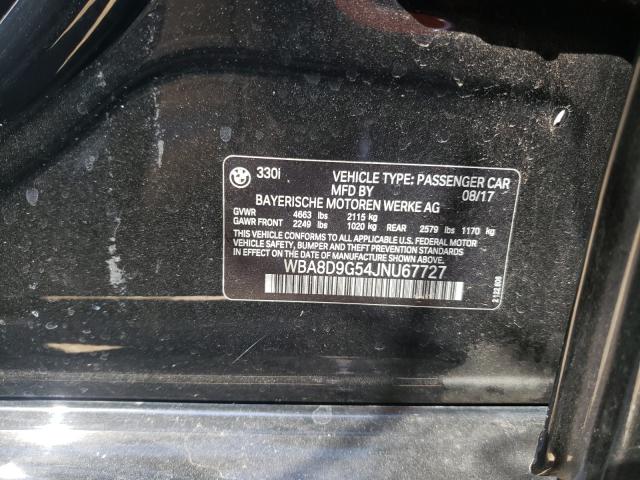 330i VEHICLE TYPE: PASSENGER CAR
MFD BY 08/17
BAYERISCHE MOTOREN WERKE AG
GVWR 4663 lbs 2115 kg
GAWR FRONT 2249 lbs 1020 kg REAR 2579 lbs 1170 kg
THIS VEHICLE CONFORMS TO ALL APPLICABLE U.S. FEDERAL MOTOR
VEHICLE SAFETY, BUMPER AND THEFT PREVENTION STANDARDS
IN EFFECT ON THE DATE OF MANUFACTURE SHOWN ABOVE.
WBA8D9G54JNU67727